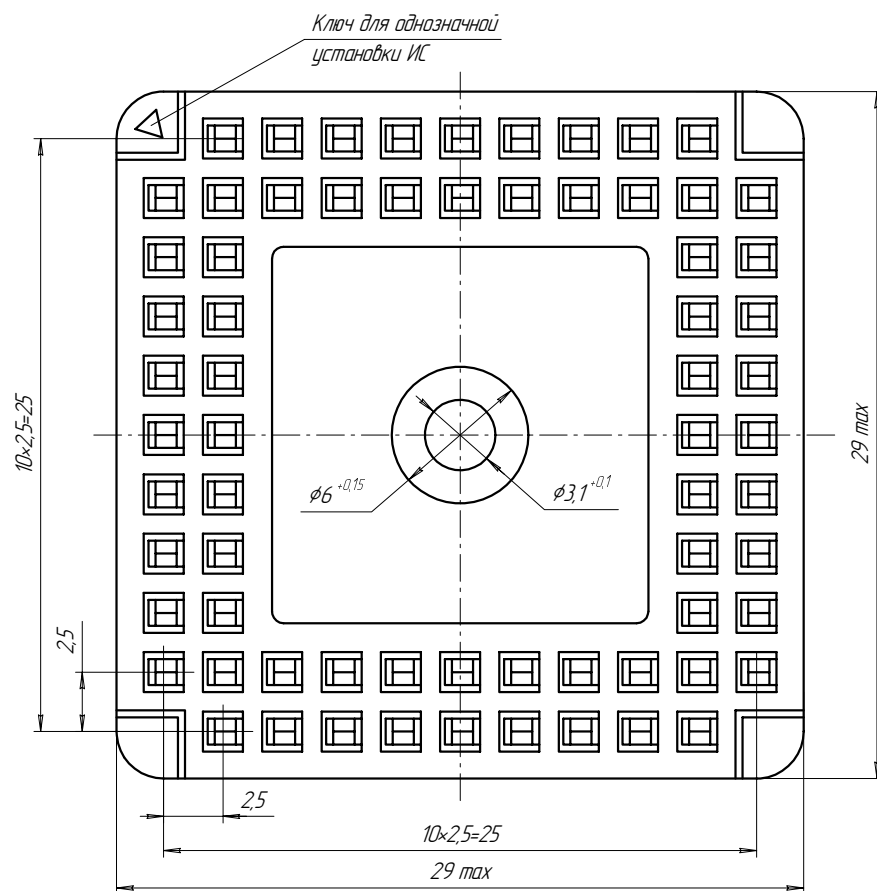 Ключ для однозначной
установки ИС
10×2,5=25
29 max
ϕ6 +0,15
ϕ3,1 +0,1
2,5
2,5
10×2,5=25
29 max